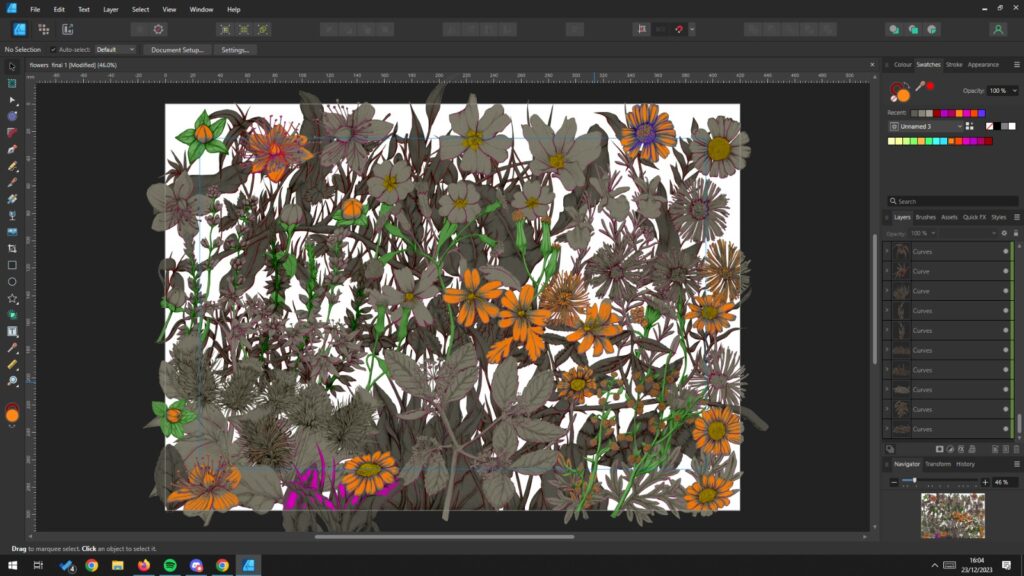 File Edit Text Layer Select View Window Help
No Selection Auto-select: Default Document Setup... Settings...
flowers final 1 [Modified] (46.0%)
Colour Swatches Stroke Appearance
Opacity: 100 %
Recent:
Unnamed 3
Search
Layers Brushes Assets Quick FX Styles
Opacity: 100 %
Curves
Curve
Curve
Curves
Curves
Curves
Curves
Curves
Curves
Curves
Navigator Transform History
46 %
Drag to marquee select. Click an object to select it.
16:04
23/12/2023